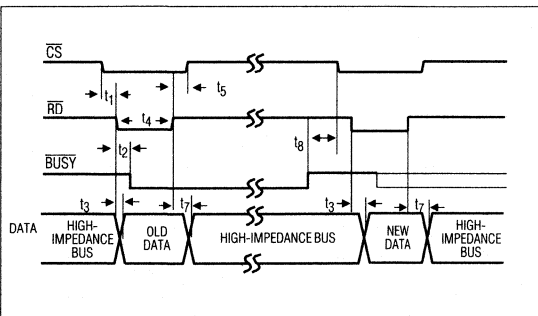 CS
t1
t5
RD
t4
t8
t2
BUSY
t3
t7
t3
t7
DATA
HIGH-
IMPEDANCE
BUS
OLD
DATA
HIGH-IMPEDANCE BUS
NEW
DATA
HIGH-
IMPEDANCE
BUS